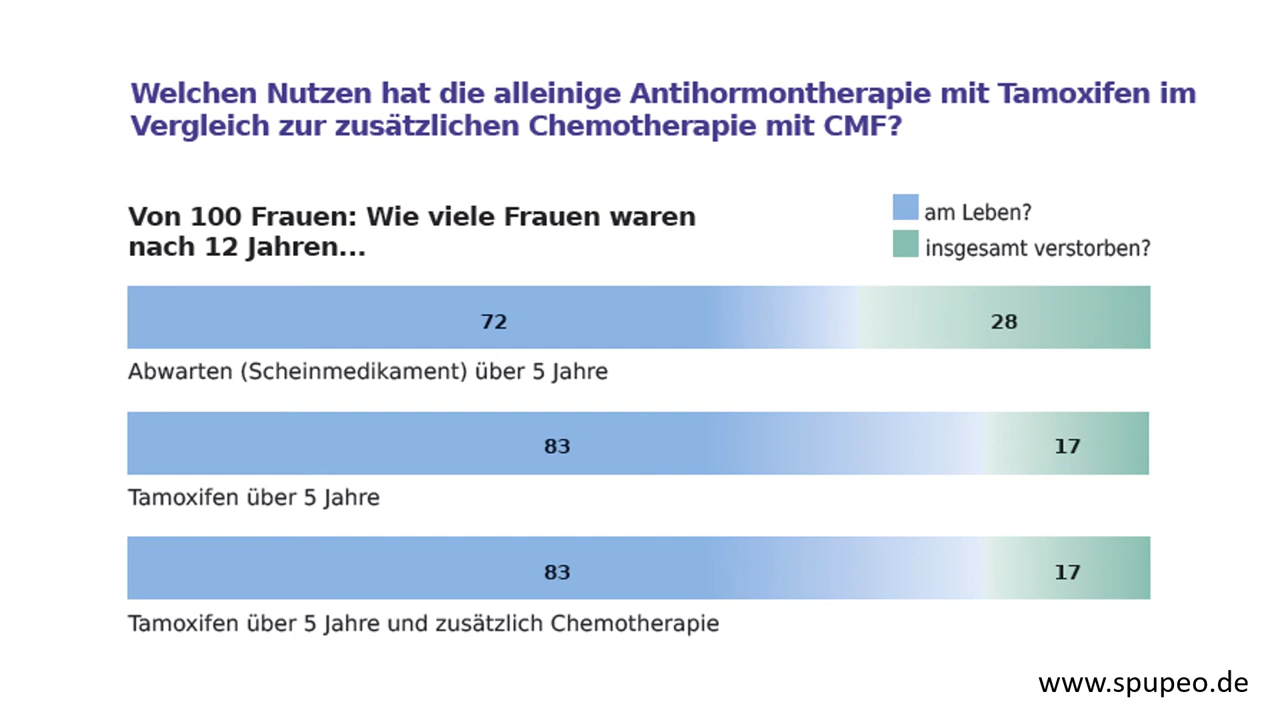 Welchen Nutzen hat die alleinige Antihormontherapie mit Tamoxifen im
Vergleich zur zusätzlichen Chemotherapie mit CMF?
Von 100 Frauen: Wie viele Frauen waren
nach 12 Jahren...
am Leben?
insgesamt verstorben?
72 28
Abwarten (Scheinmedikament) über 5 Jahre
83 17
Tamoxifen über 5 Jahre
83 17
Tamoxifen über 5 Jahre und zusätzlich Chemotherapie
www.spupeo.de